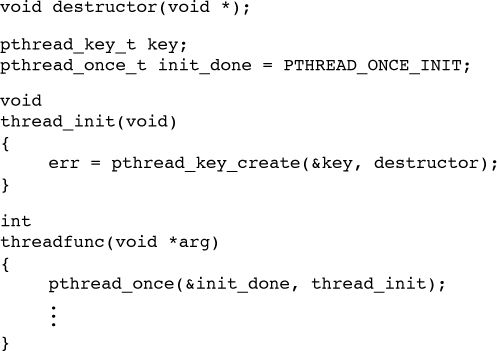 void destructor(void *);
pthread_key_t key;
pthread_once_t init_done = PTHREAD_ONCE_INIT;
void
thread_init(void)
{
err = pthread_key_create(&key, destructor);
}
int
threadfunc(void *arg)
{
pthread_once(&init_done, thread_init);
⋮
}